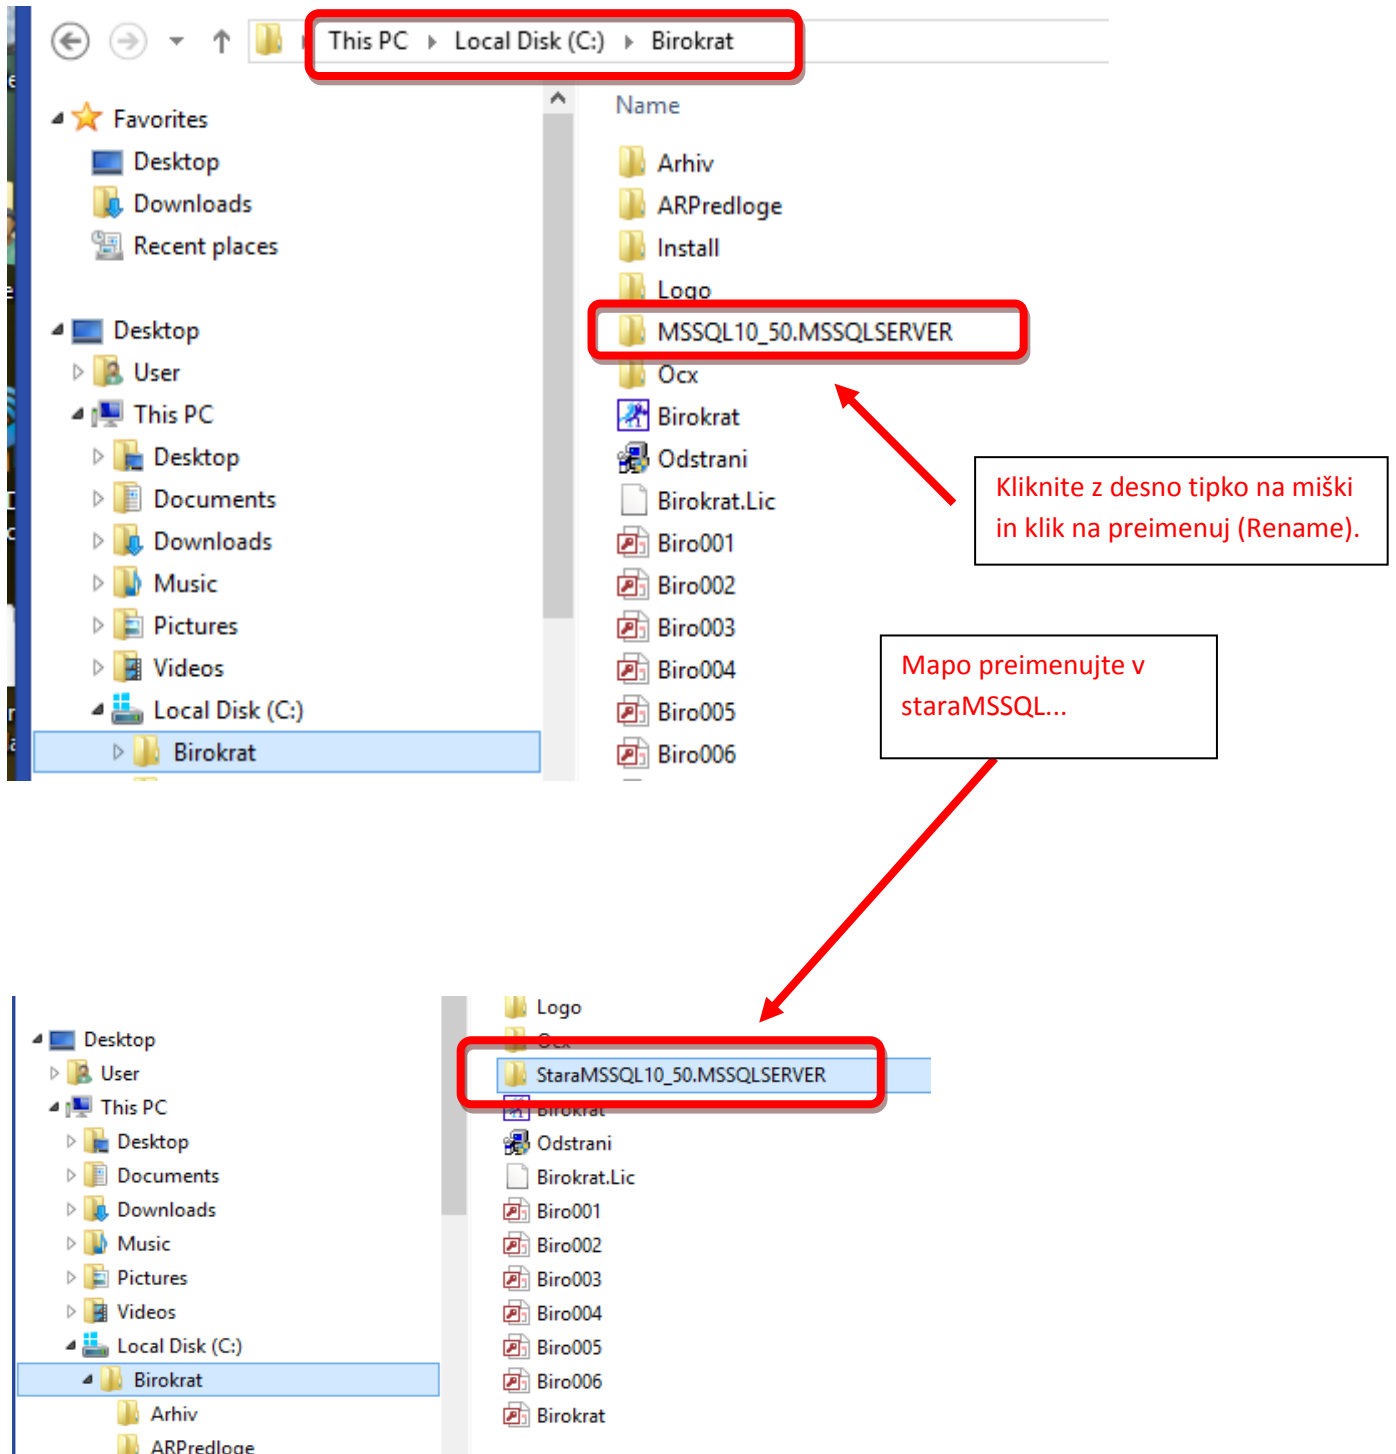 This PC Local Disk (C:) Birokrat
Favorites
Desktop
Downloads
Recent places
Desktop
User
This PC
Desktop
Documents
Downloads
Music
Pictures
Videos
Local Disk (C:)
Birokrat
Name
Arhiv
ARPredloge
Install
Logo
MSSQL10_50.MSSQLSERVER
Ocx
Birokrat
Odstrani
Birokrat.Lic
Biro001
Biro002
Biro003
Biro004
Biro005
Biro006
Kliknite z desno tipko na miški
in klik na preimenuj (Rename).
Mapo preimenujte v
staraMSSQL...
Desktop
User
This PC
Desktop
Documents
Downloads
Music
Pictures
Videos
Local Disk (C:)
Birokrat
Arhiv
ARPredloge
Logo
Ocx
StaraMSSQL10_50.MSSQLSERVER
Birokrat
Odstrani
Birokrat.Lic
Biro001
Biro002
Biro003
Biro004
Biro005
Biro006
Birokrat